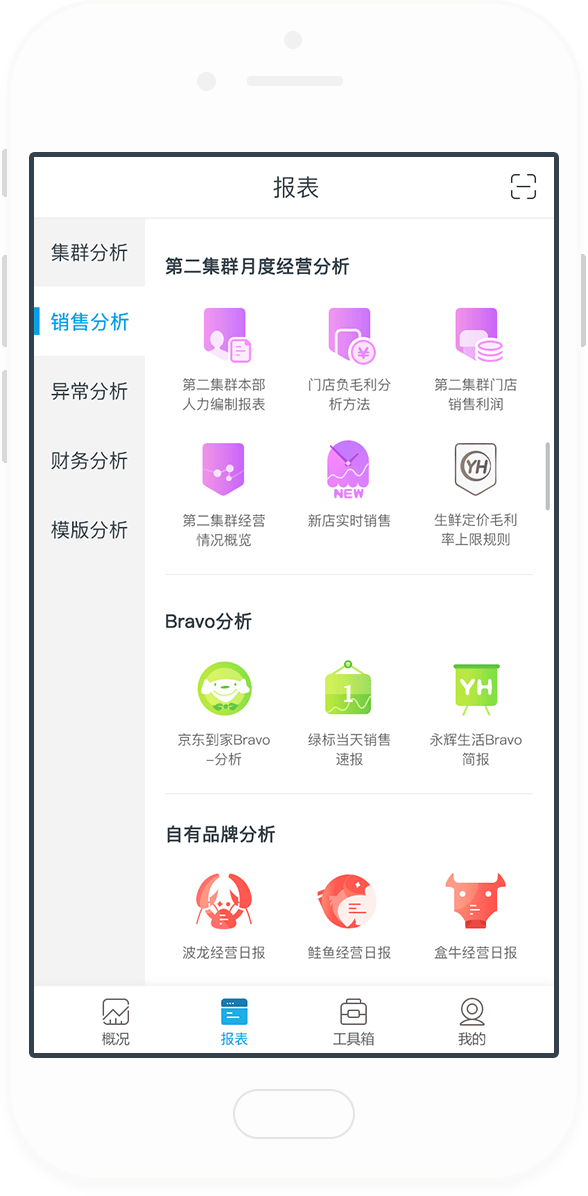 报表
集群分析
销售分析
异常分析
财务分析
模版分析
第二集群月度经营分析
第二集群本部
人力编制报表
¥
门店负毛利分
析方法
第二集群门店
销售利润
第二集群经营
情况概览
NEW
新店实时销售
YH
生鲜定价毛利
率上限规则
Bravo分析
京东到家Bravo
–分析
1
绿标当天销售
速报
YH
永辉生活Bravo
简报
自有品牌分析
波龙经营日报
鲑鱼经营日报
盒牛经营日报
概况
报表
工具箱
我的